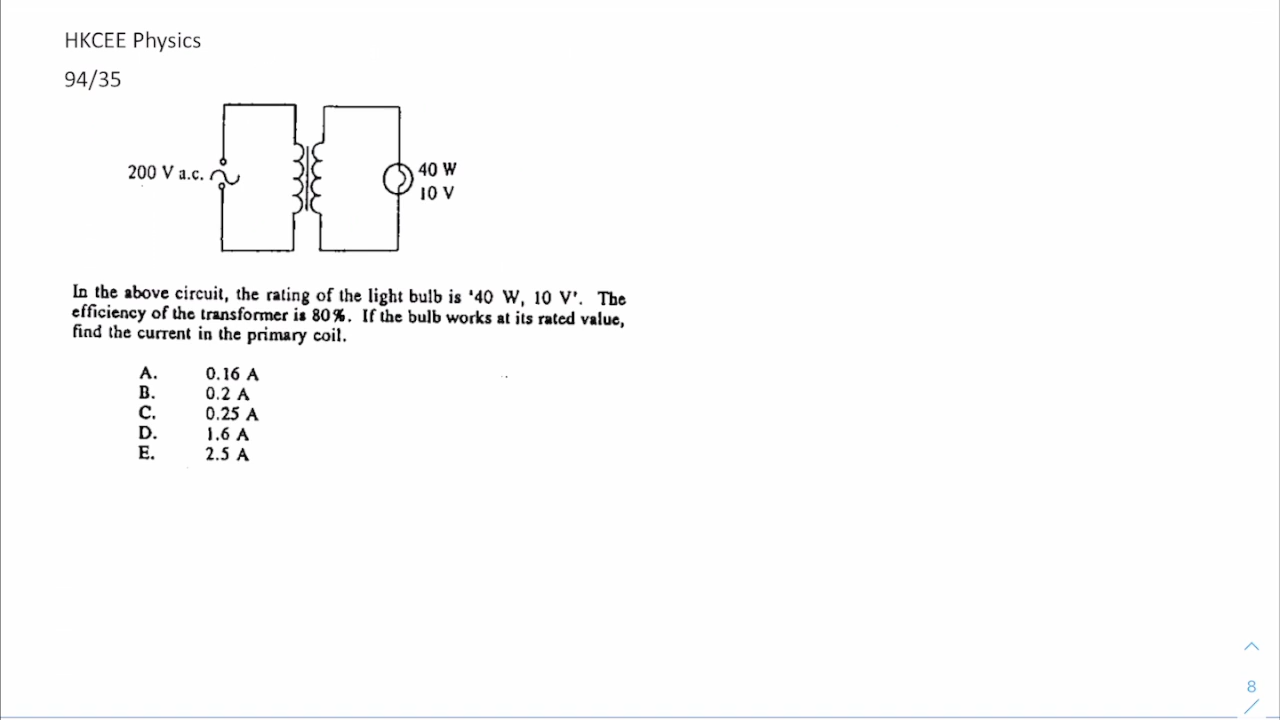 HKCEE Physics
94/35
200 V a.c.
40 W
10 V
In the above circuit, the rating of the light bulb is '40 W, 10 V'. The
efficiency of the transformer is 80%. If the bulb works at its rated value,
find the current in the primary coil.
A. 0.16 A
B. 0.2 A
C. 0.25 A
D. 1.6 A
E. 2.5 A
8